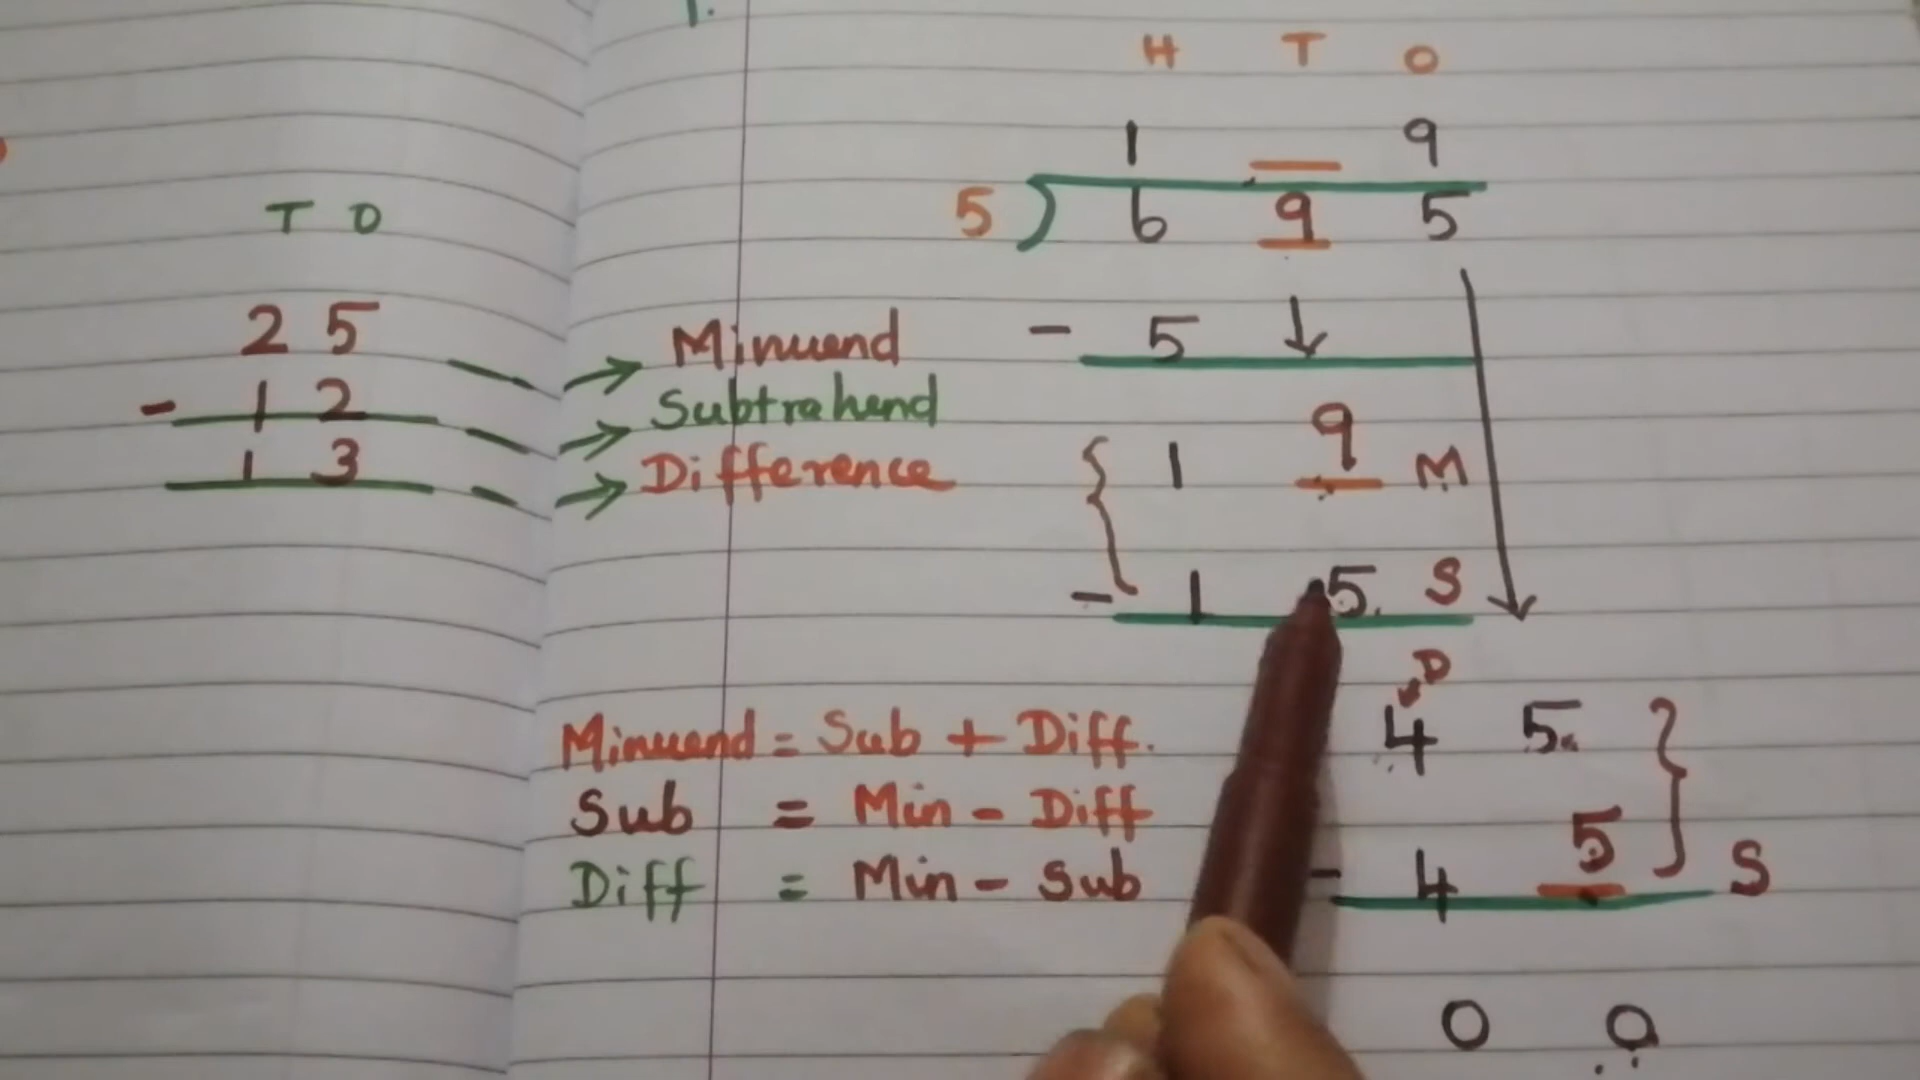 T O
2 5
- 1 2
1 3
Minuend
Subtrahend
Difference
Minuend = Sub + Diff.
Sub = Min - Diff
Diff = Min - Sub
H T O
1 _ 9
5 ) 6 9 5
- 5 ↓
1 9 M
- 1 5 S
D
4 5
- 4 5 S
0 0